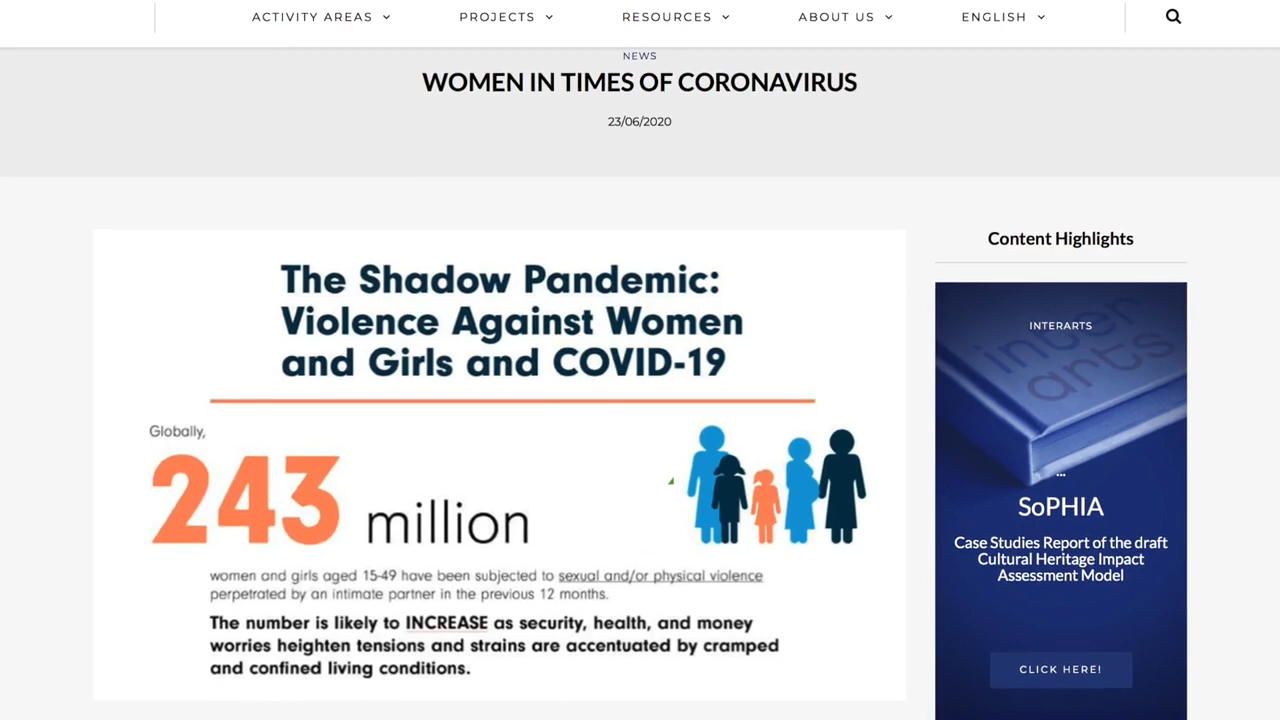 ACTIVITY AREAS PROJECTS RESOURCES ABOUT US ENGLISH
NEWS
WOMEN IN TIMES OF CORONAVIRUS
23/06/2020
The Shadow Pandemic:
Violence Against Women
and Girls and COVID-19
Globally,
243 million
women and girls aged 15-49 have been subjected to sexual and/or physical violence
perpetrated by an intimate partner in the previous 12 months.
The number is likely to INCREASE as security, health, and money
worries heighten tensions and strains are accentuated by cramped
and confined living conditions.
Content Highlights
INTERARTS
inter
arts
...
SoPHIA
Case Studies Report of the draft
Cultural Heritage Impact
Assessment Model
CLICK HERE!